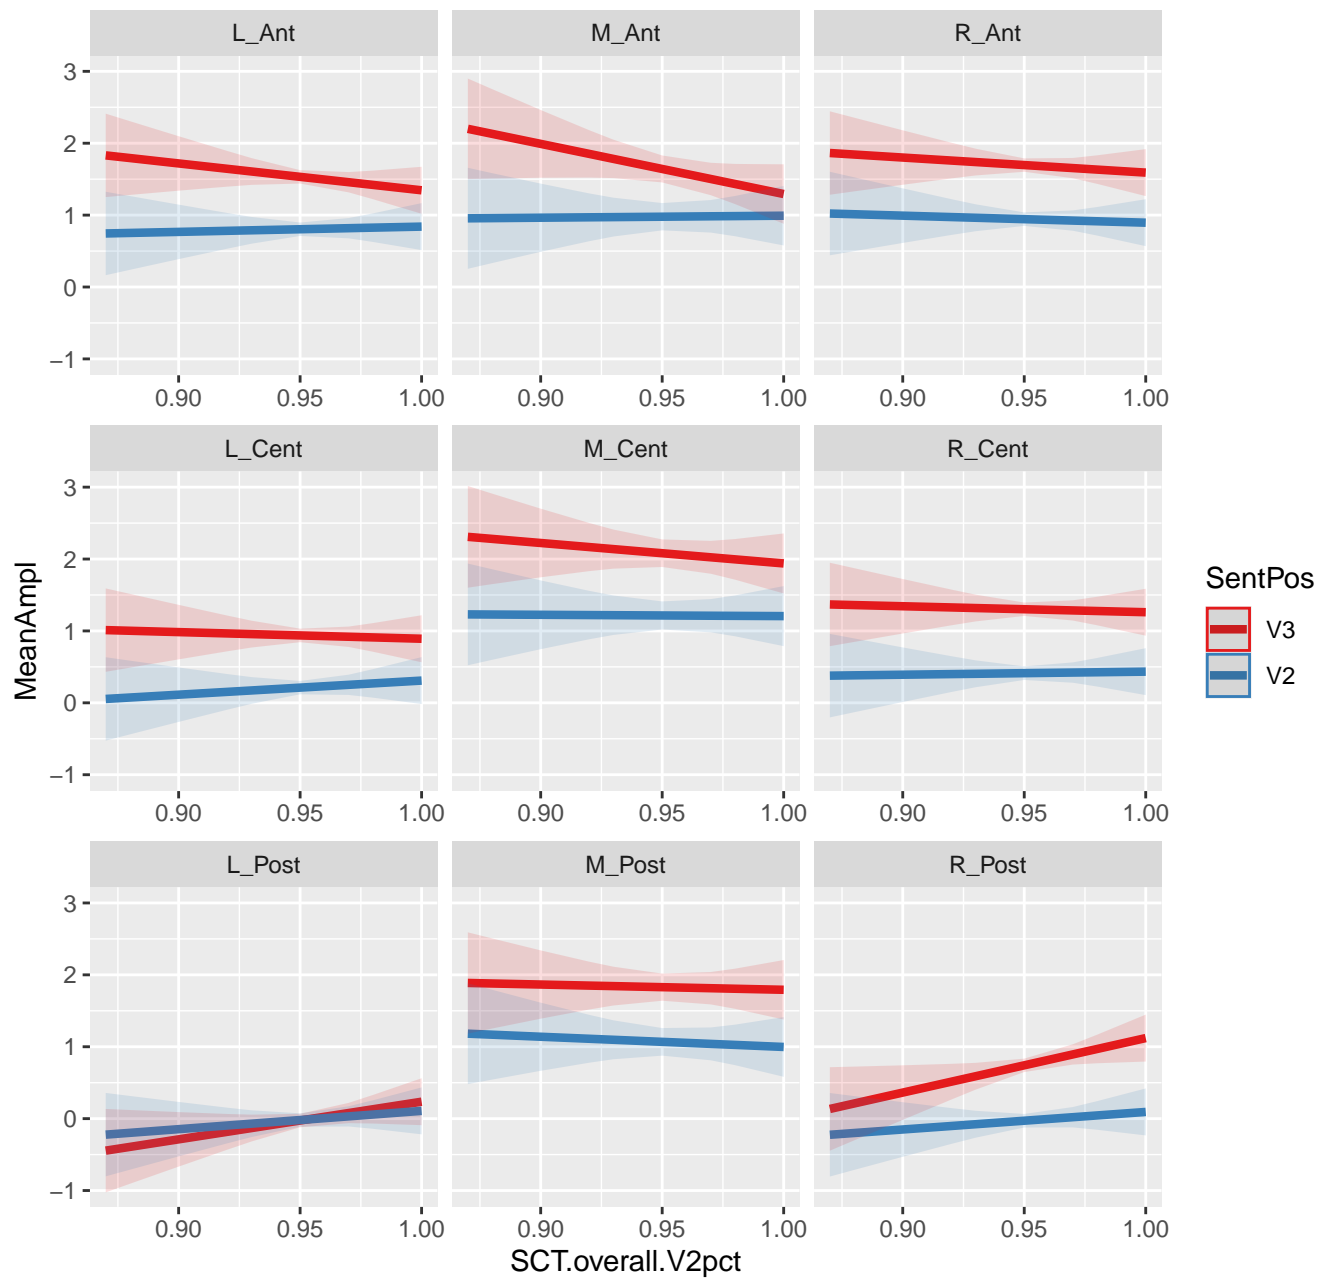 L_Ant M_Ant R_Ant
3
2
1
0
−1
0.90 0.95 1.00 0.90 0.95 1.00 0.90 0.95 1.00
L_Cent M_Cent R_Cent
3
2
1
0
−1
0.90 0.95 1.00 0.90 0.95 1.00 0.90 0.95 1.00
L_Post M_Post R_Post
3
2
1
0
−1
0.90 0.95 1.00 0.90 0.95 1.00 0.90 0.95 1.00
SCT.overall.V2pct
MeanAmpl
SentPos
V3
V2